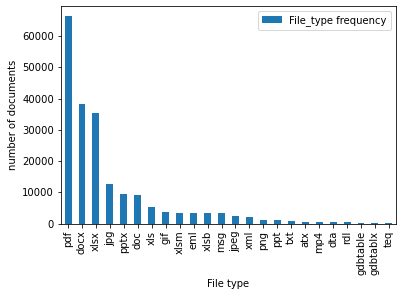 File_type frequency
number of documents
60000
50000
40000
30000
20000
10000
0
pdf
docx
xlsx
jpg
pptx
doc
xls
gif
xlsm
eml
xlsb
msg
jpeg
xml
png
ppt
txt
atx
mp4
dta
rdl
gdbtable
gdbtablx
teq
File type